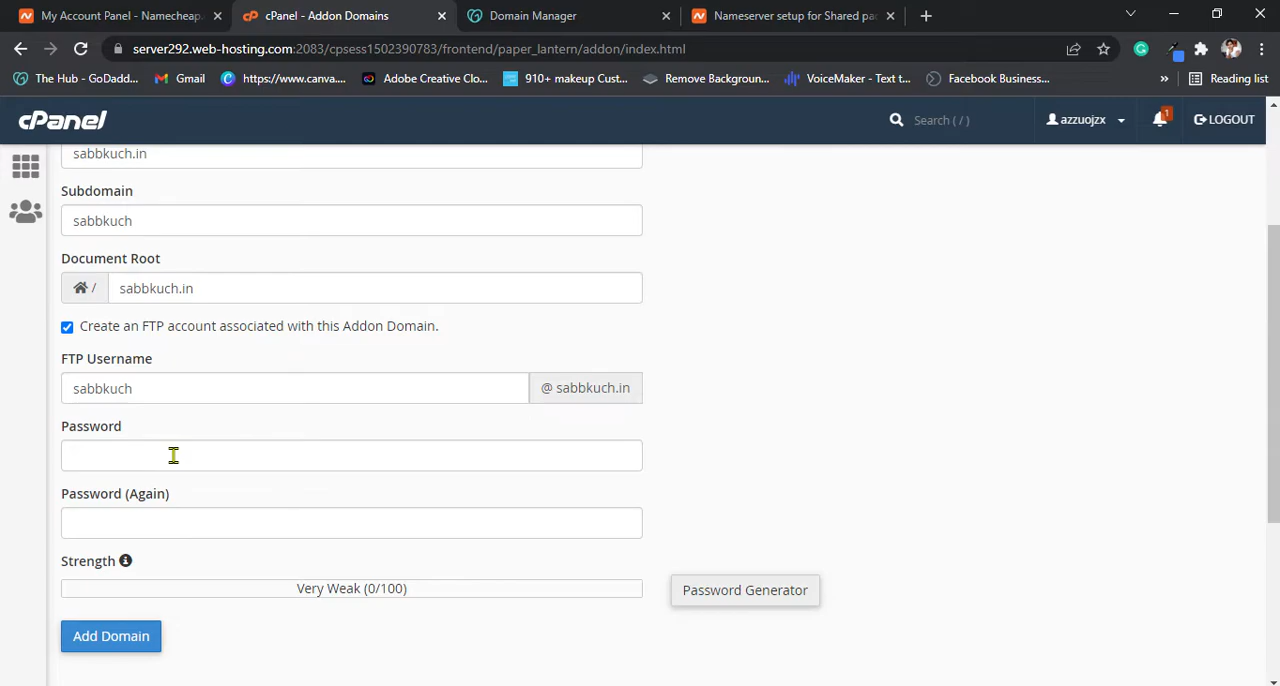 My Account Panel - Namecheap.
cPanel - Addon Domains
Domain Manager
Nameserver setup for Shared pac
server292.web-hosting.com:2083/cpsess1502390783/frontend/paper_lantern/addon/index.html
The Hub - GoDadd...
Gmail
https://www.canva....
Adobe Creative Clo...
910+ makeup Cust...
Remove Backgroun...
VoiceMaker - Text t...
Facebook Business...
»
Reading list
cPanel
Search ( / )
azzuojzx
1
LOGOUT
sabbkuch.in
Subdomain
sabbkuch
Document Root
/ sabbkuch.in
Create an FTP account associated with this Addon Domain.
FTP Username
sabbkuch @ sabbkuch.in
Password
Password (Again)
Strength
Very Weak (0/100)
Password Generator
Add Domain